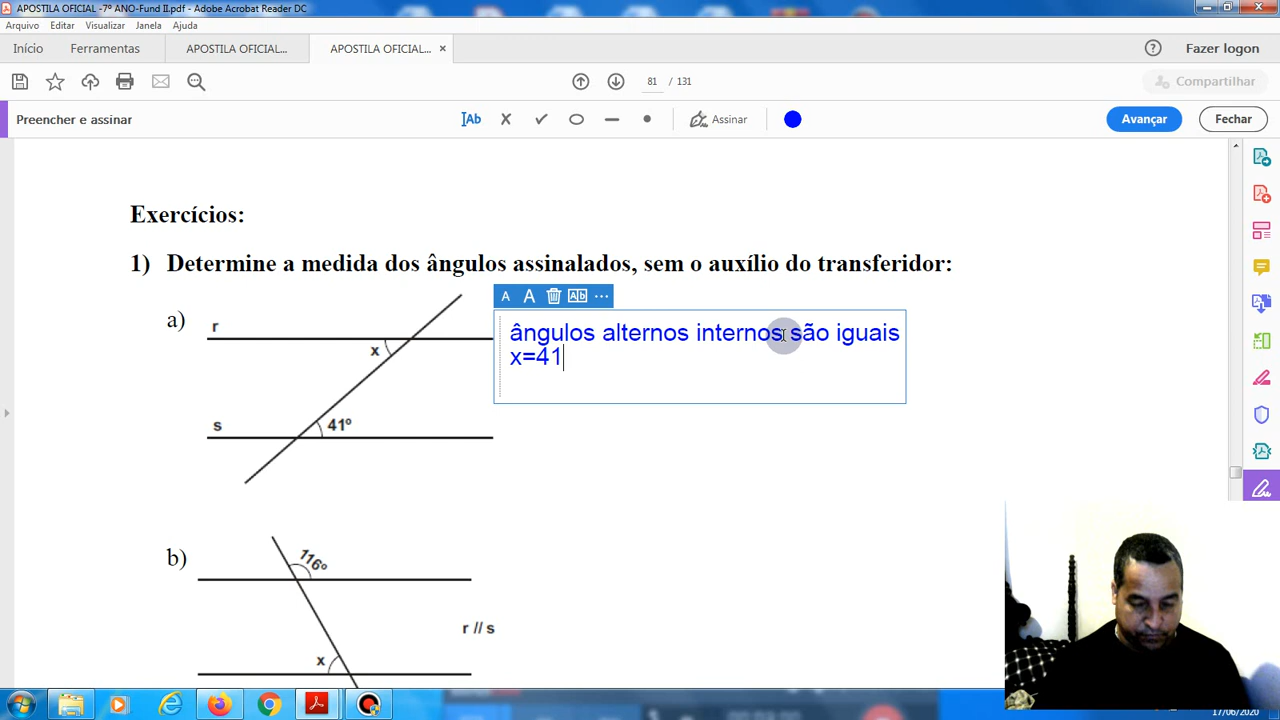 APOSTILA OFICIAL -7º ANO-Fund II.pdf - Adobe Acrobat Reader DC
Arquivo Editar Visualizar Janela Ajuda
Início Ferramentas APOSTILA OFICIAL... APOSTILA OFICIAL... × ? Fazer logon
81 / 131 Compartilhar
Preencher e assinar IAb Assinar Avançar Fechar
Exercícios:
1) Determine a medida dos ângulos assinalados, sem o auxílio do transferidor:
A A Ab ...
a) r
ângulos alternos internos são iguais
x=41
x
s 41º
b) 116º
r // s
x
17/06/2020